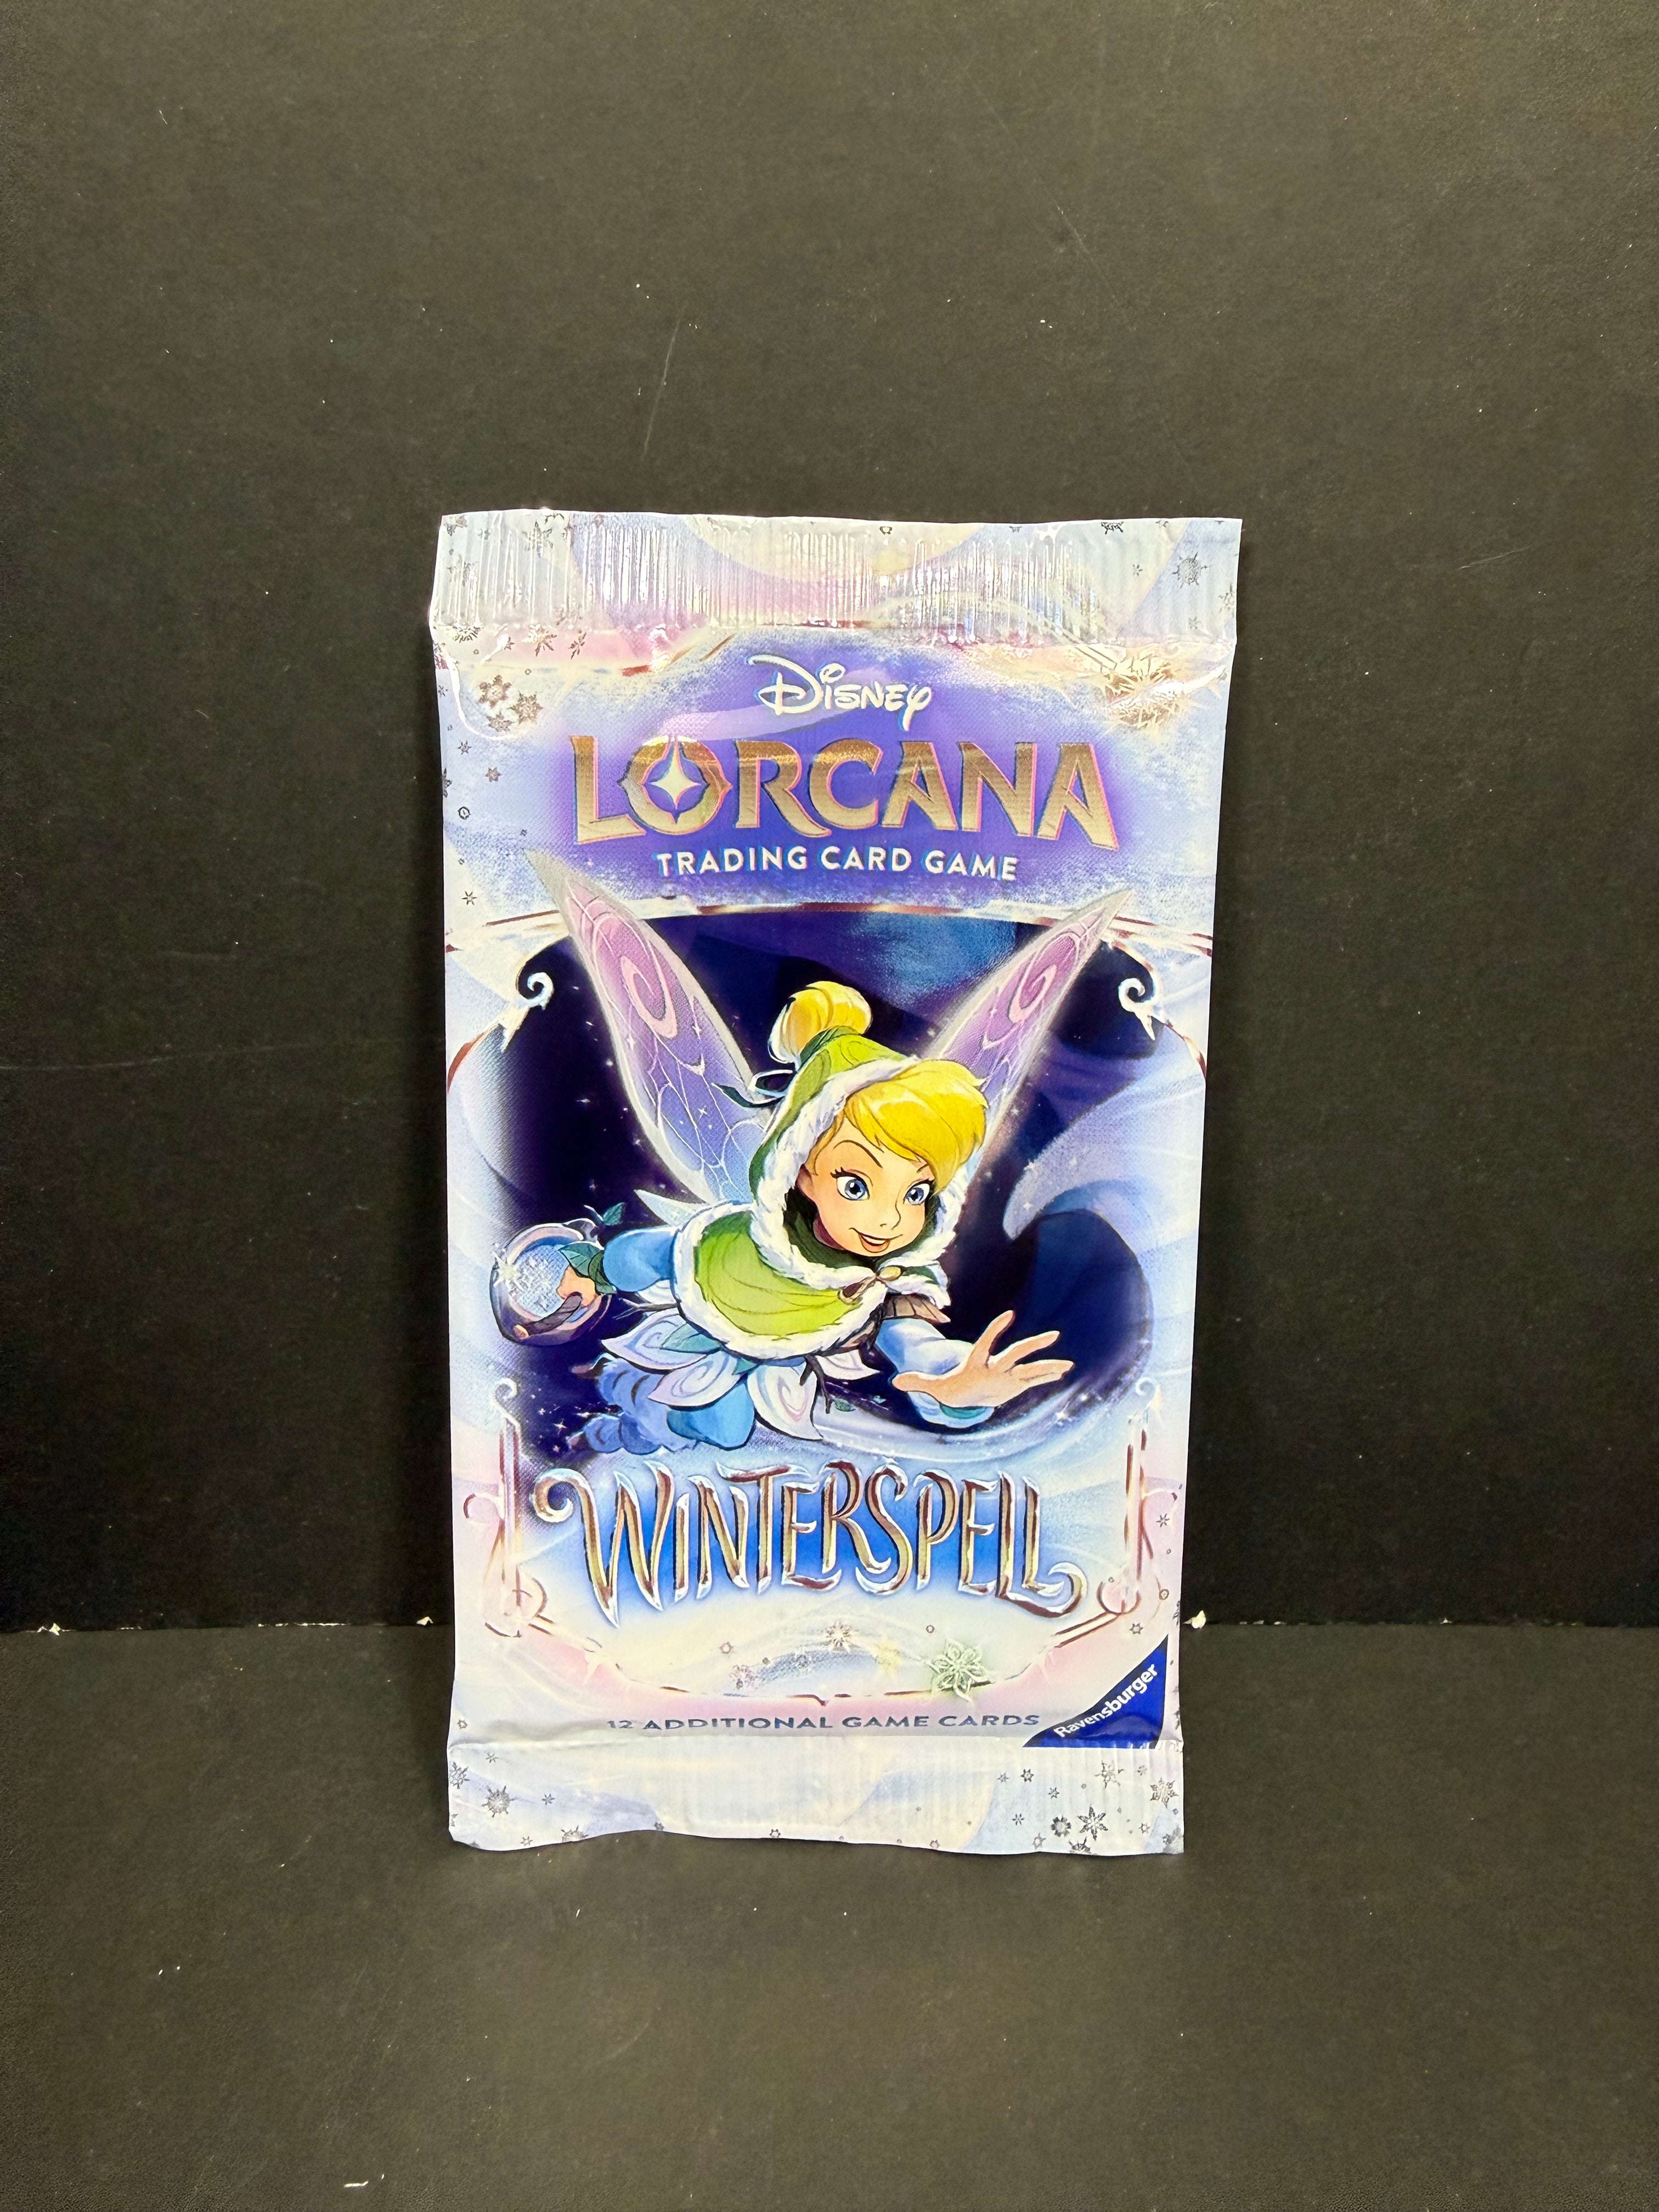 Disney
LORCANA
TRADING CARD GAME
WINTERSPELL
12 ADDITIONAL GAME CARDS
Ravensburger